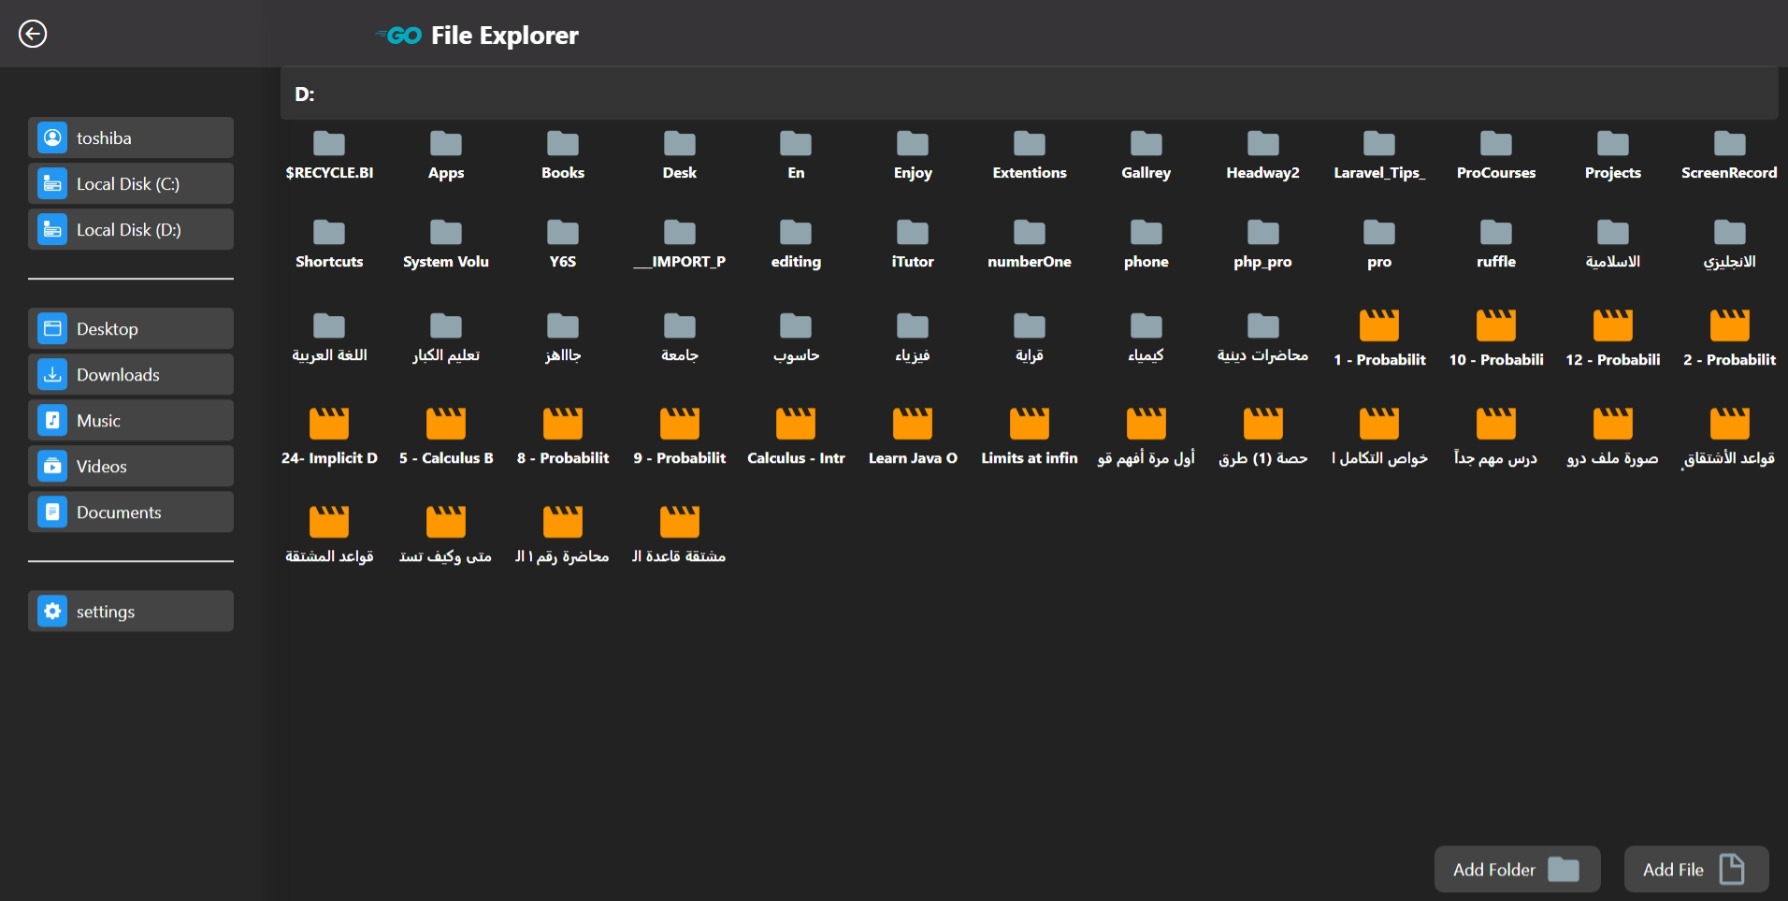 GO File Explorer
D:
toshiba
Local Disk (C:)
Local Disk (D:)
Desktop
Downloads
Music
Videos
Documents
settings
$RECYCLE.BI
Apps
Books
Desk
En
Enjoy
Extentions
Gallrey
Headway2
Laravel_Tips_
ProCourses
Projects
ScreenRecord
Shortcuts
System Volu
Y6S
__IMPORT_P
editing
iTutor
numberOne
phone
php_pro
pro
ruffle
الاسلامية
الانجليزي
اللغة العربية
تعليم الكبار
جاااهز
جامعة
حاسوب
فيزياء
قراية
كيمياء
محاضرات دينية
1 - Probabilit
10 - Probabili
12 - Probabili
2 - Probabilit
24- Implicit D
5 - Calculus B
8 - Probabilit
9 - Probabilit
Calculus - Intr
Learn Java O
Limits at infin
أول مرة أفهم قو
حصة (1) طرق
خواص التكامل ا
درس مهم جداً
صورة ملف درو
قواعد الأشتقاق
قواعد المشتقة
متى وكيف تست
محاضرة رقم ١ ال
مشتقة قاعدة ال
Add Folder
Add File